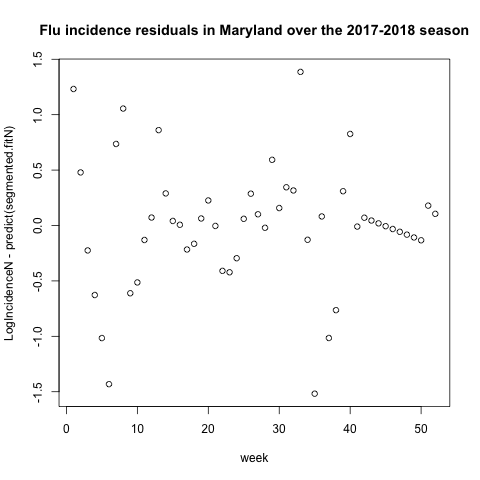 Flu incidence residuals in Maryland over the 2017-2018 season
LogIncidenceN - predict(segmented.fitN)
1.5
1.0
0.5
0.0
-0.5
-1.0
-1.5
0 10 20 30 40 50
week